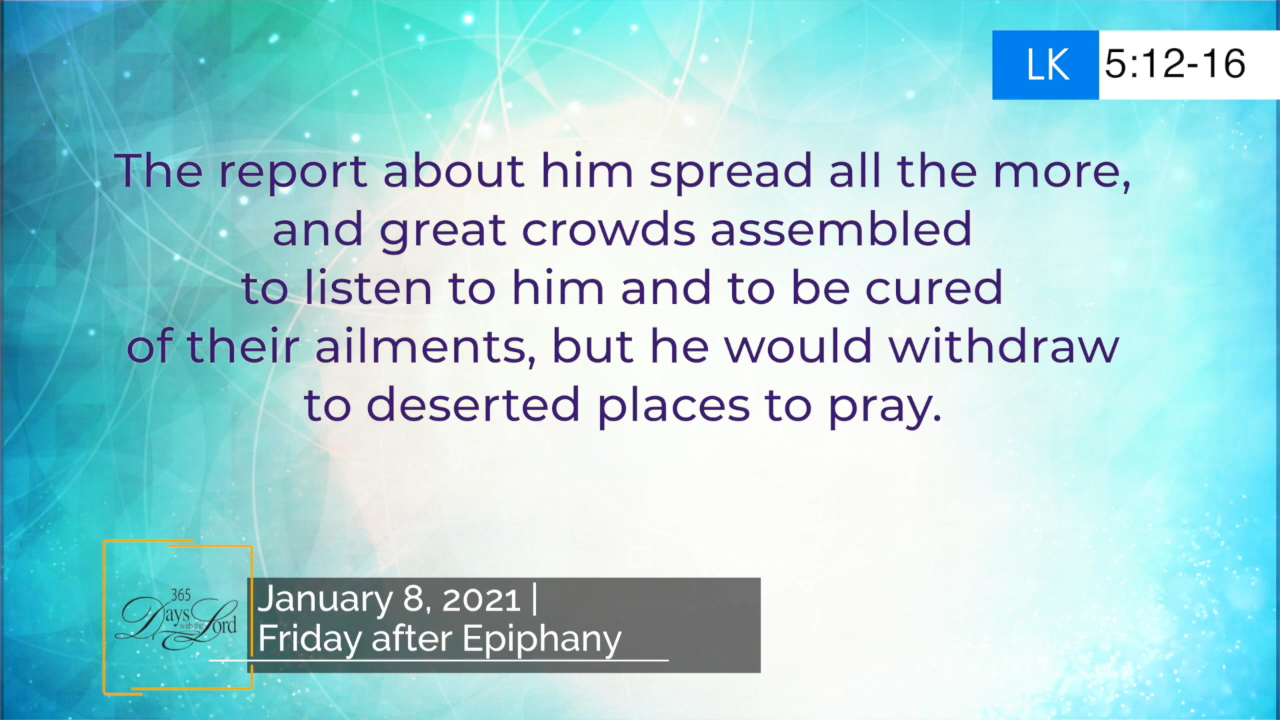 LK 5:12-16
The report about him spread all the more,
and great crowds assembled
to listen to him and to be cured
of their ailments, but he would withdraw
to deserted places to pray.
365
Days with the Lord
January 8, 2021 |
Friday after Epiphany